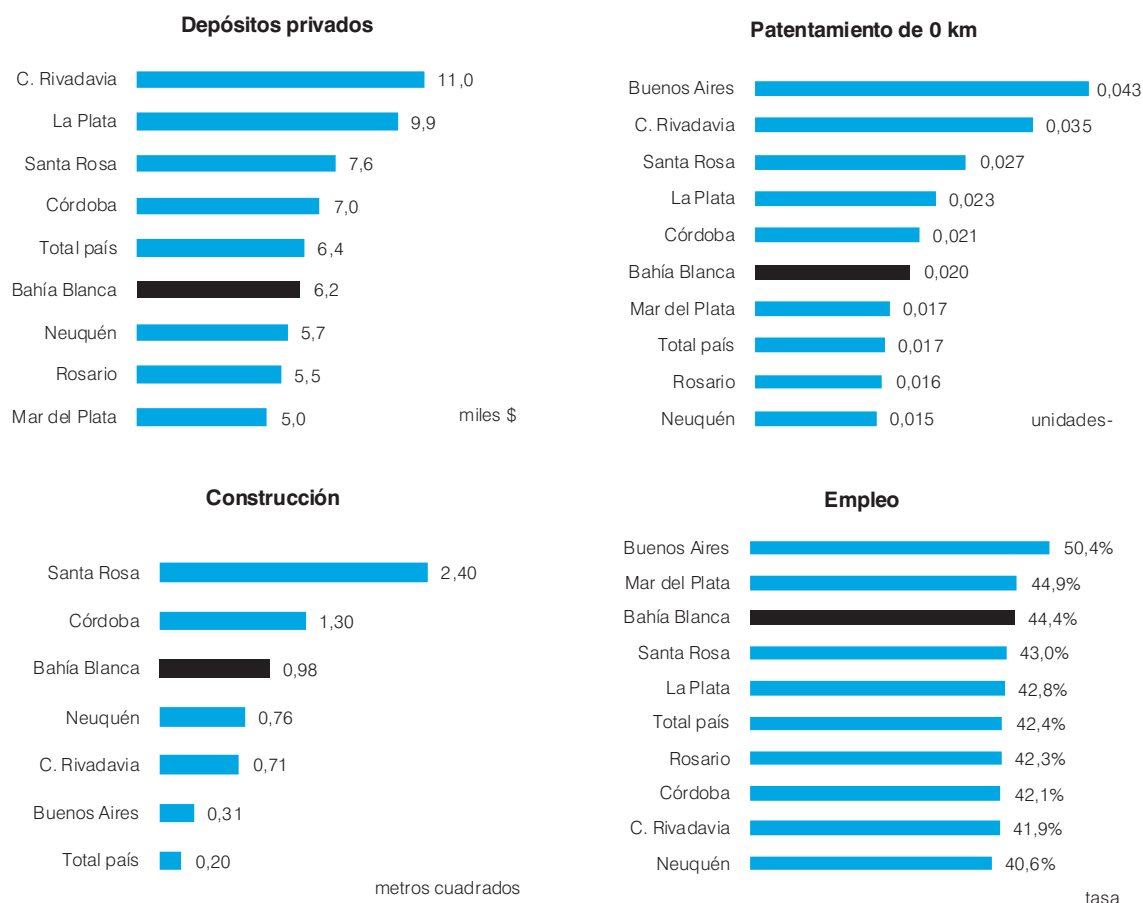 Depósitos privados
C. Rivadavia 11,0
La Plata 9,9
Santa Rosa 7,6
Córdoba 7,0
Total país 6,4
Bahía Blanca 6,2
Neuquén 5,7
Rosario 5,5
Mar del Plata 5,0
miles $
Patentamiento de 0 km
Buenos Aires 0,043
C. Rivadavia 0,035
Santa Rosa 0,027
La Plata 0,023
Córdoba 0,021
Bahía Blanca 0,020
Mar del Plata 0,017
Total país 0,017
Rosario 0,016
Neuquén 0,015
unidades-
Construcción
Santa Rosa 2,40
Córdoba 1,30
Bahía Blanca 0,98
Neuquén 0,76
C. Rivadavia 0,71
Buenos Aires 0,31
Total país 0,20
metros cuadrados
Empleo
Buenos Aires 50,4%
Mar del Plata 44,9%
Bahía Blanca 44,4%
Santa Rosa 43,0%
La Plata 42,8%
Total país 42,4%
Rosario 42,3%
Córdoba 42,1%
C. Rivadavia 41,9%
Neuquén 40,6%
tasa